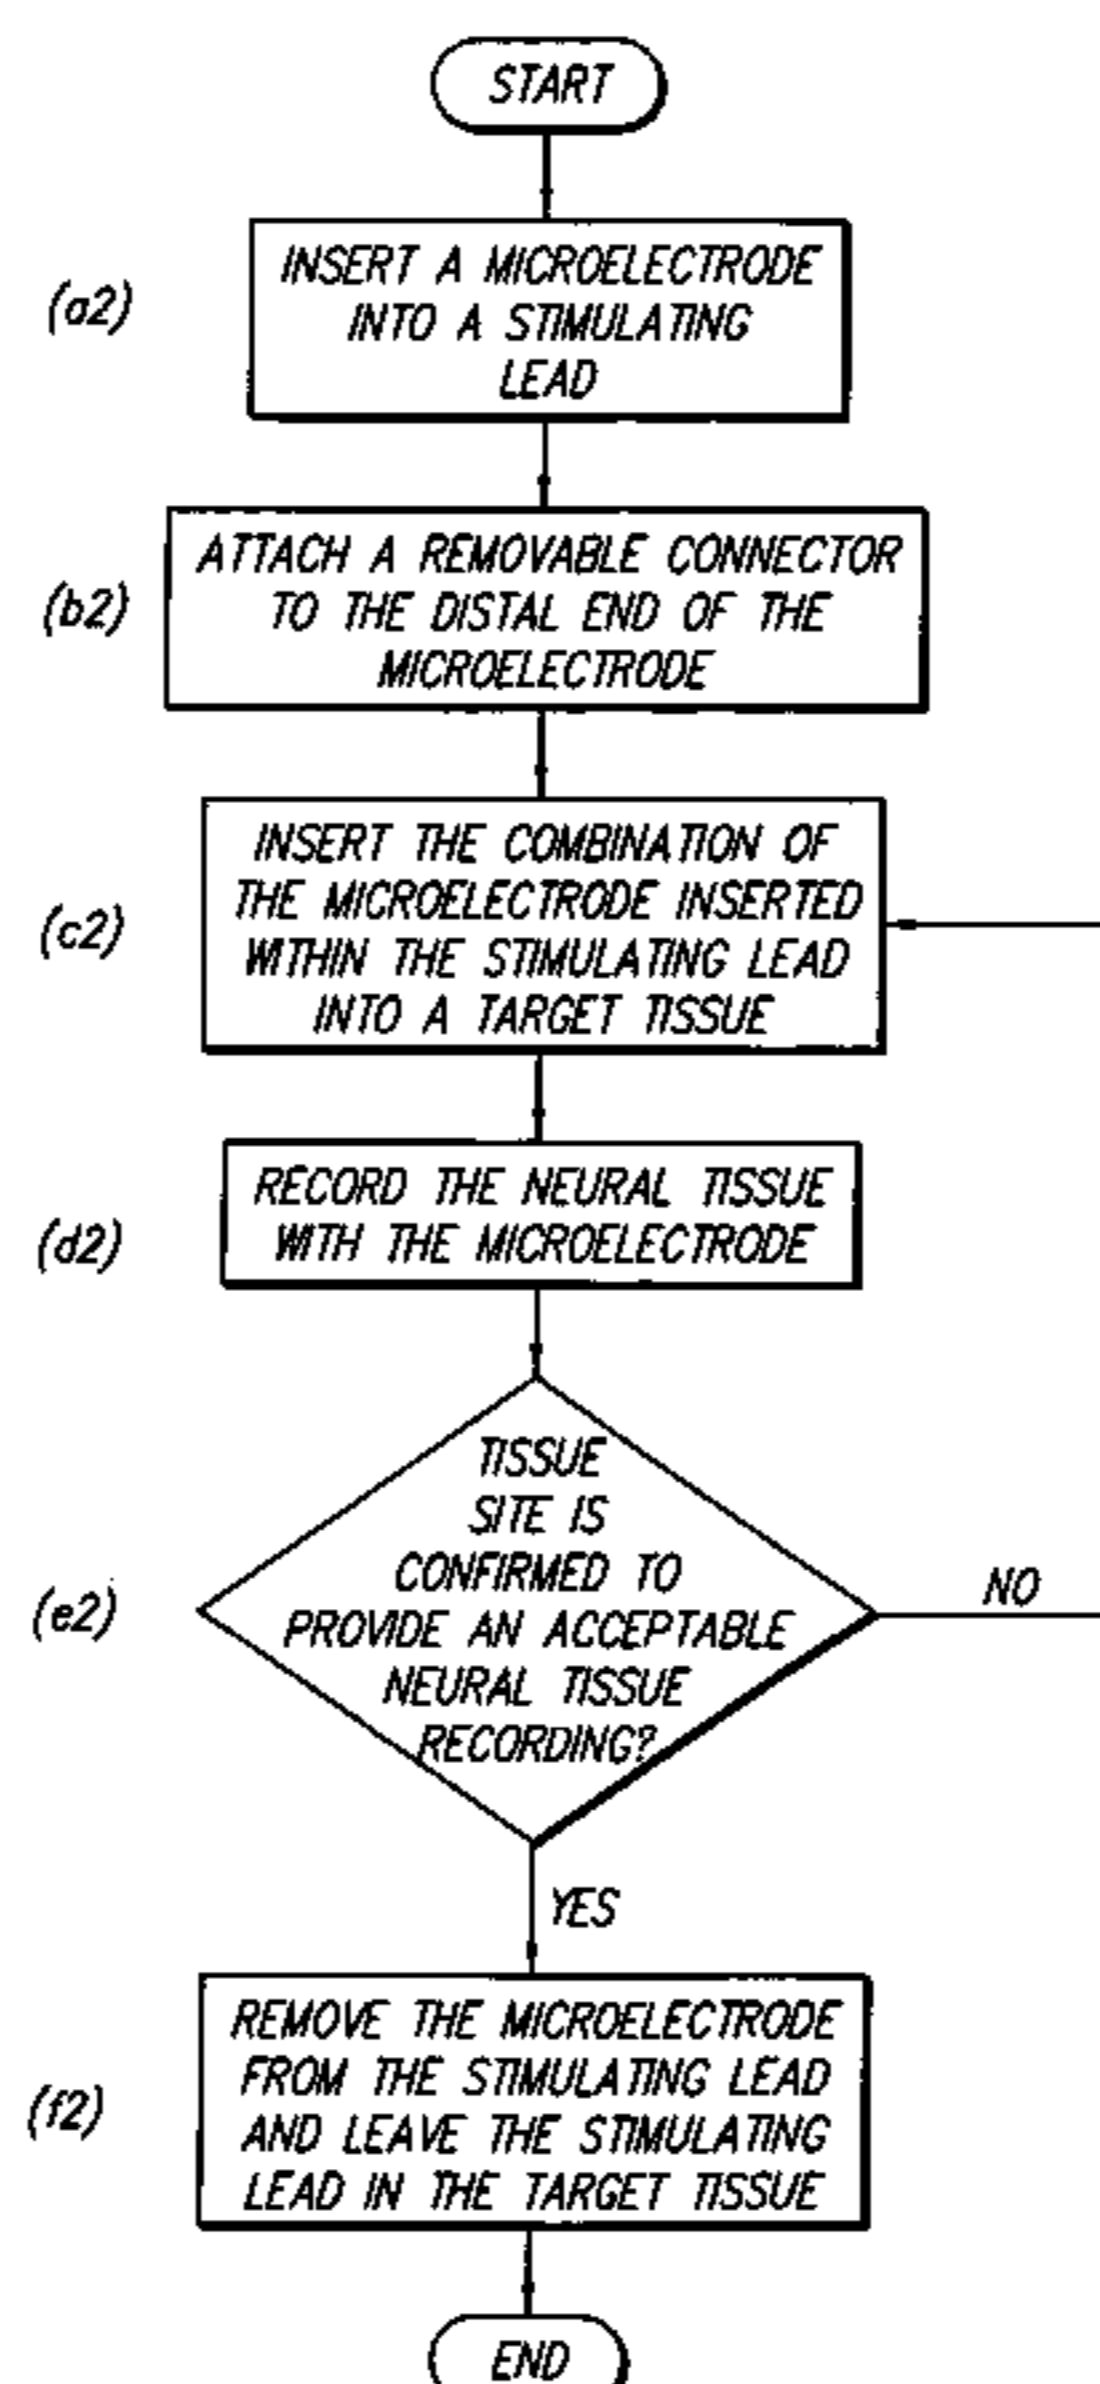 START
(a2)
INSERT A MICROELECTRODE
INTO A STIMULATING
LEAD
(b2)
ATTACH A REMOVABLE CONNECTOR
TO THE DISTAL END OF THE
MICROELECTRODE
(c2)
INSERT THE COMBINATION OF
THE MICROELECTRODE INSERTED
WITHIN THE STIMULATING LEAD
INTO A TARGET TISSUE
(d2)
RECORD THE NEURAL TISSUE
WITH THE MICROELECTRODE
(e2)
TISSUE
SITE IS
CONFIRMED TO
PROVIDE AN ACCEPTABLE
NEURAL TISSUE
RECORDING?
NO
YES
(f2)
REMOVE THE MICROELECTRODE
FROM THE STIMULATING LEAD
AND LEAVE THE STIMULATING
LEAD IN THE TARGET TISSUE
END